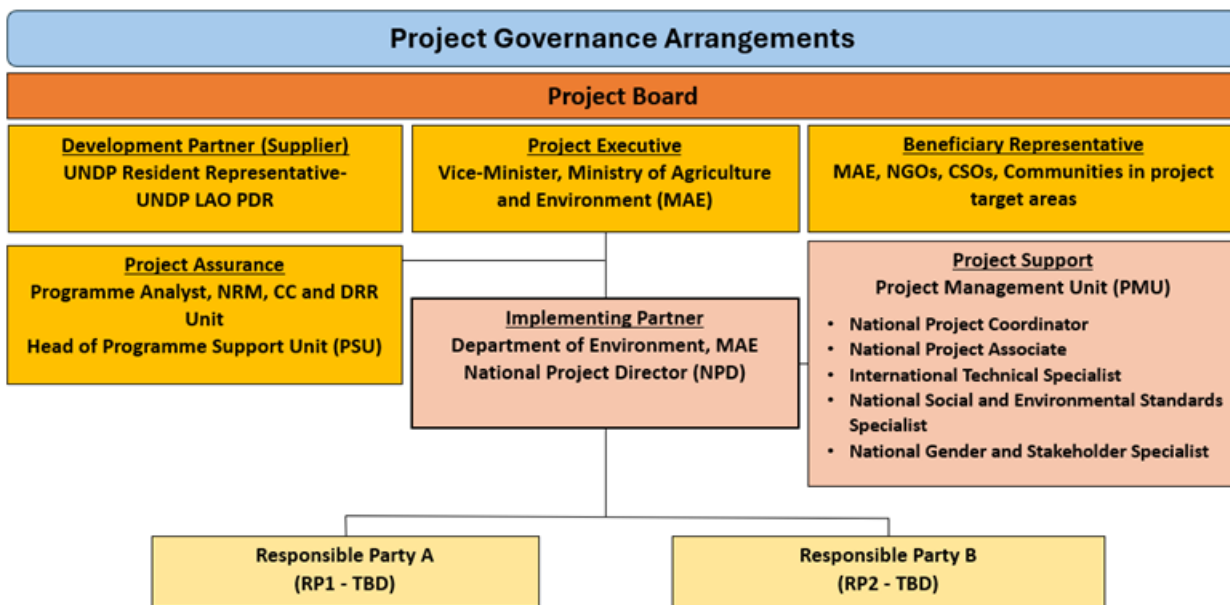 Project Governance Arrangements
Project Board
Development Partner (Supplier)
UNDP Resident Representative-
UNDP LAO PDR
Project Executive
Vice-Minister, Ministry of Agriculture
and Environment (MAE)
Beneficiary Representative
MAE, NGOs, CSOs, Communities in project
target areas
Project Assurance
Programme Analyst, NRM, CC and DRR
Unit
Head of Programme Support Unit (PSU)
Implementing Partner
Department of Environment, MAE
National Project Director (NPD)
Project Support
Project Management Unit (PMU)
• National Project Coordinator
• National Project Associate
• International Technical Specialist
• National Social and Environmental Standards
Specialist
• National Gender and Stakeholder Specialist
Responsible Party A
(RP1 - TBD)
Responsible Party B
(RP2 - TBD)